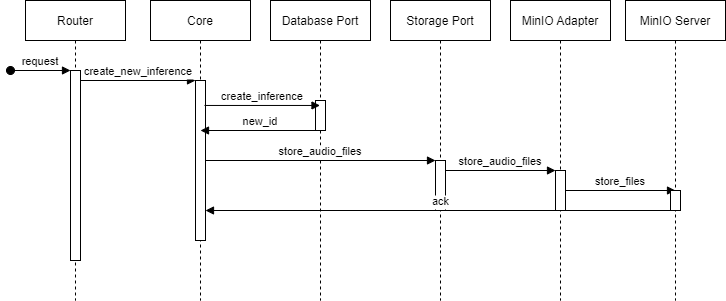 Router
Core
Database Port
Storage Port
MinIO Adapter
MinIO Server
request
create_new_inference
create_inference
new_id
store_audio_files
store_audio_files
store_files
ack